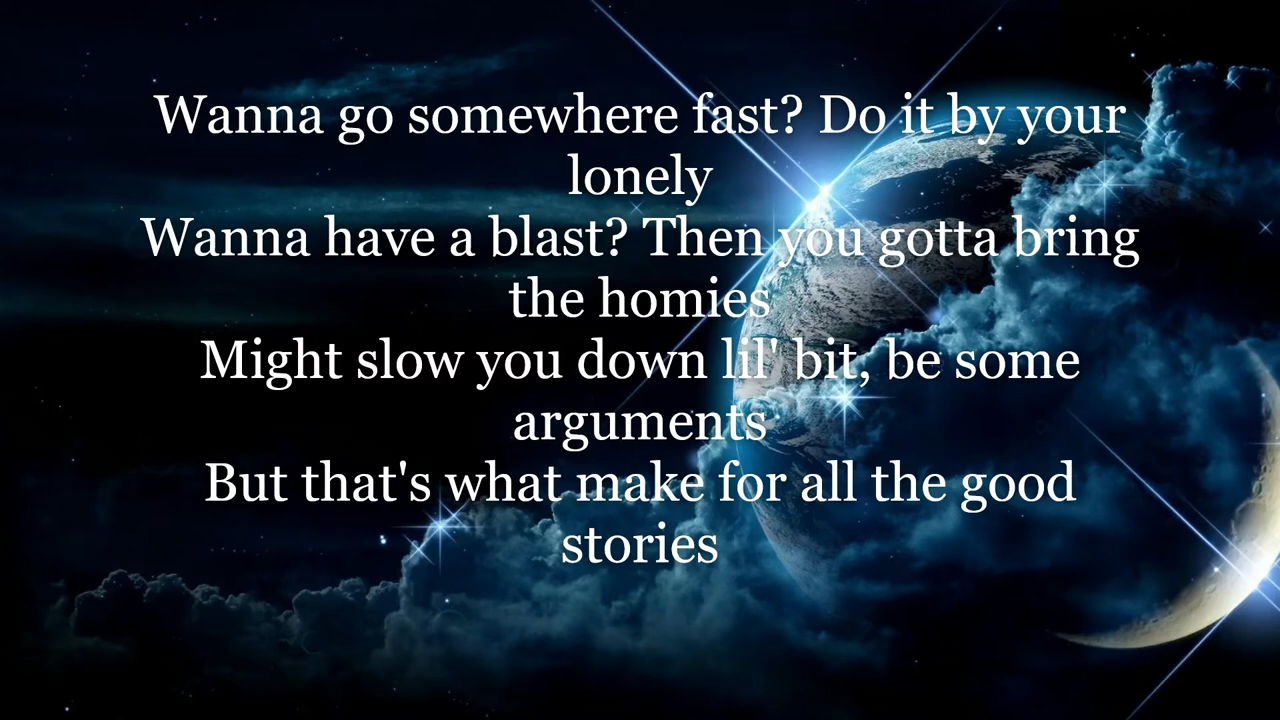 Wanna go somewhere fast? Do it by your
lonely
Wanna have a blast? Then you gotta bring
the homies
Might slow you down lil' bit, be some
arguments
But that's what make for all the good
stories